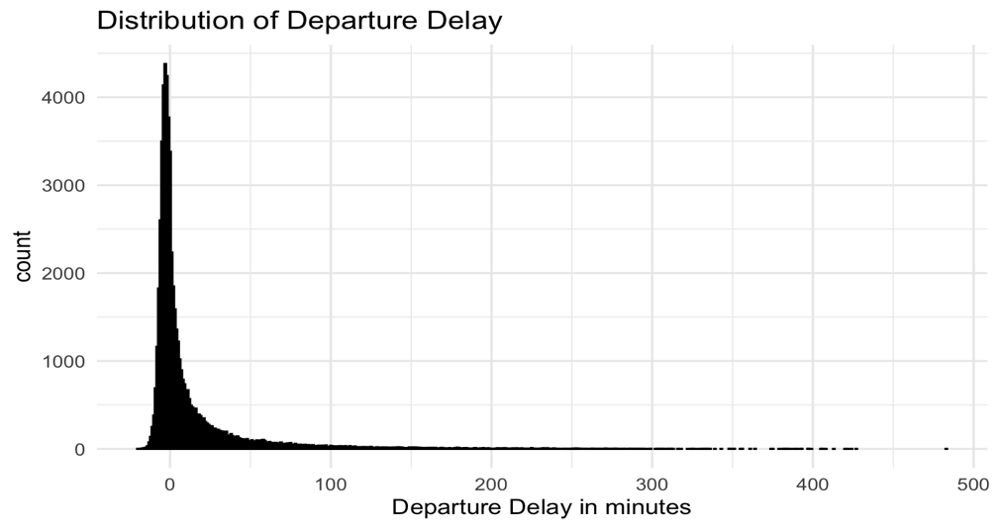 Distribution of Departure Delay
4000
3000
2000
1000
0
count
0 100 200 300 400 500
Departure Delay in minutes